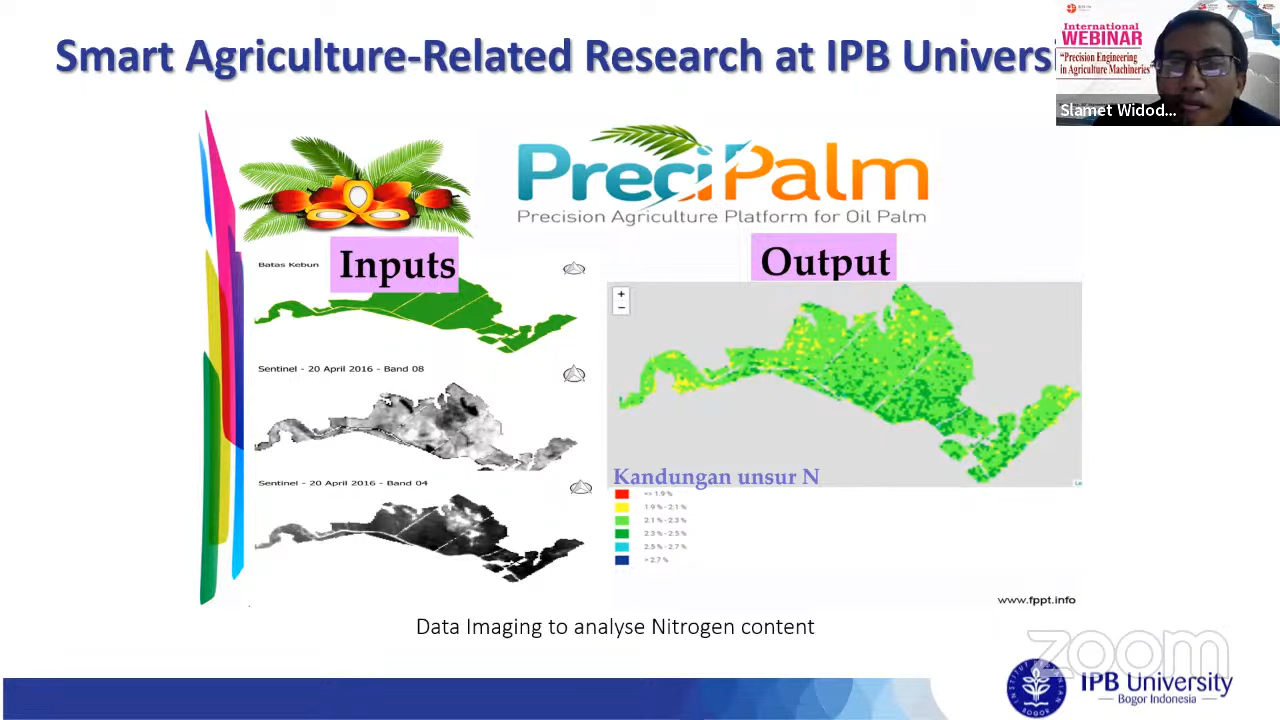 Smart Agriculture-Related Research at IPB Univers
International
WEBINAR
"Precision Engineering
in Agriculture Machineries"
Slamet Widod...
PreciPalm
Precision Agriculture Platform for Oil Palm
Inputs
Output
Batas Kebun
Sentinel - 20 April 2016 - Band 08
Sentinel - 20 April 2016 - Band 04
+
−
Kandungan unsur N
<= 1.9 %
1.9 % - 2.1 %
2.1 % - 2.3 %
2.3 % - 2.5 %
2.5 % - 2.7 %
> 2.7 %
www.fppt.info
Data Imaging to analyse Nitrogen content
zoom
IPB University
Bogor Indonesia